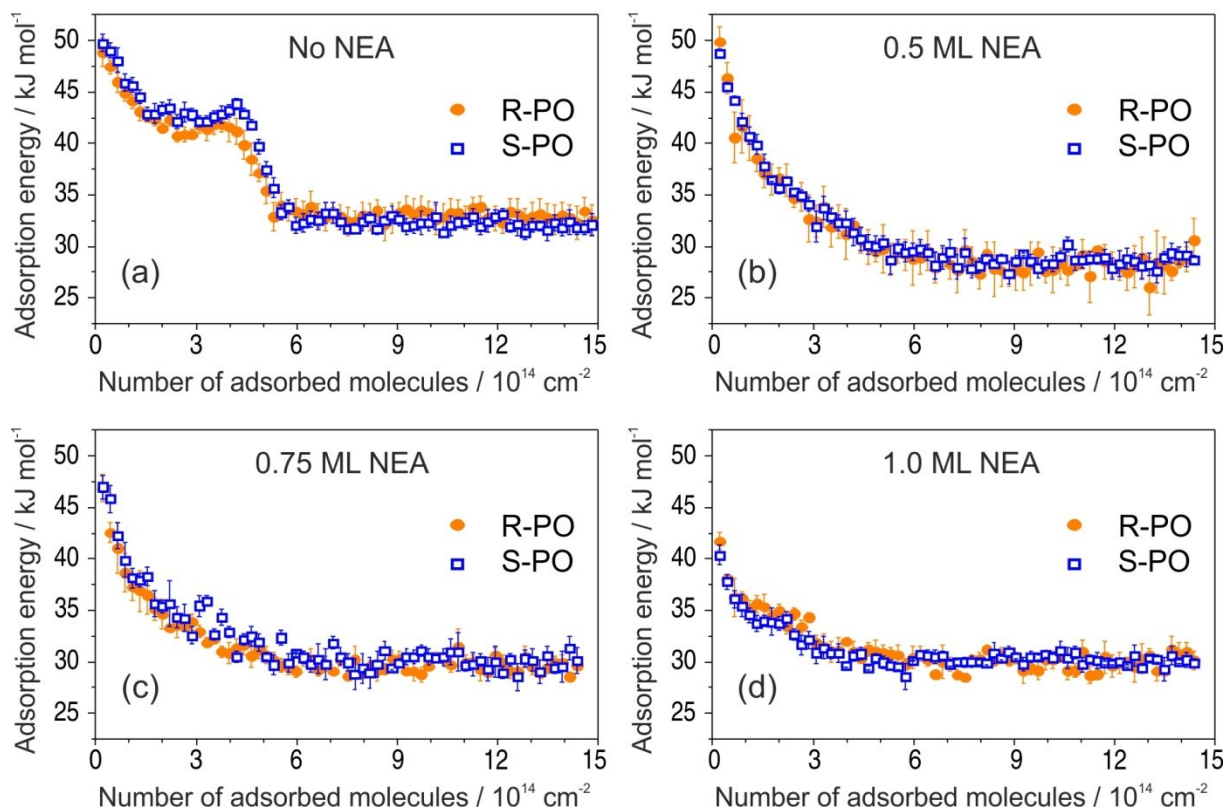 Adsorption energy / kJ mol⁻¹
50
45
40
35
30
25
No NEA
R-PO
S-PO
(a)
0 3 6 9 12 15
Number of adsorbed molecules / 10¹⁴ cm⁻²
Adsorption energy / kJ mol⁻¹
50
45
40
35
30
25
0.5 ML NEA
R-PO
S-PO
(b)
0 3 6 9 12 15
Number of adsorbed molecules / 10¹⁴ cm⁻²
Adsorption energy / kJ mol⁻¹
50
45
40
35
30
25
0.75 ML NEA
R-PO
S-PO
(c)
0 3 6 9 12 15
Number of adsorbed molecules / 10¹⁴ cm⁻²
Adsorption energy / kJ mol⁻¹
50
45
40
35
30
25
1.0 ML NEA
R-PO
S-PO
(d)
0 3 6 9 12 15
Number of adsorbed molecules / 10¹⁴ cm⁻²